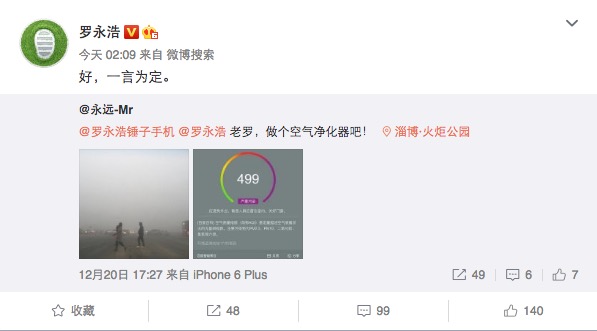 罗永浩
今天 02:09 来自 微博搜索
好，一言为定。
@永远-Mr
@罗永浩锤子手机 @罗永浩 老罗，做个空气净化器吧！ 淄博·火炬公园
499
12月20日 17:27 来自 iPhone 6 Plus
49 6 7
收藏 48 99 140